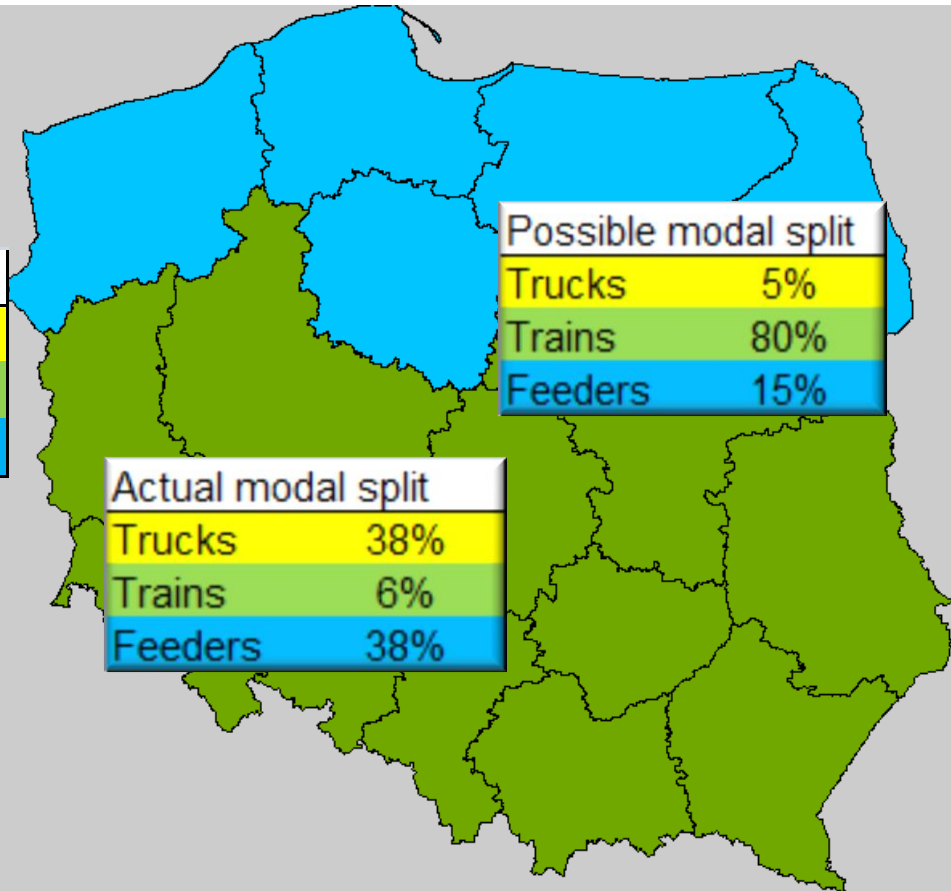 Possible modal split
Trucks 5%
Trains 80%
Feeders 15%
Actual modal split
Trucks 38%
Trains 6%
Feeders 38%